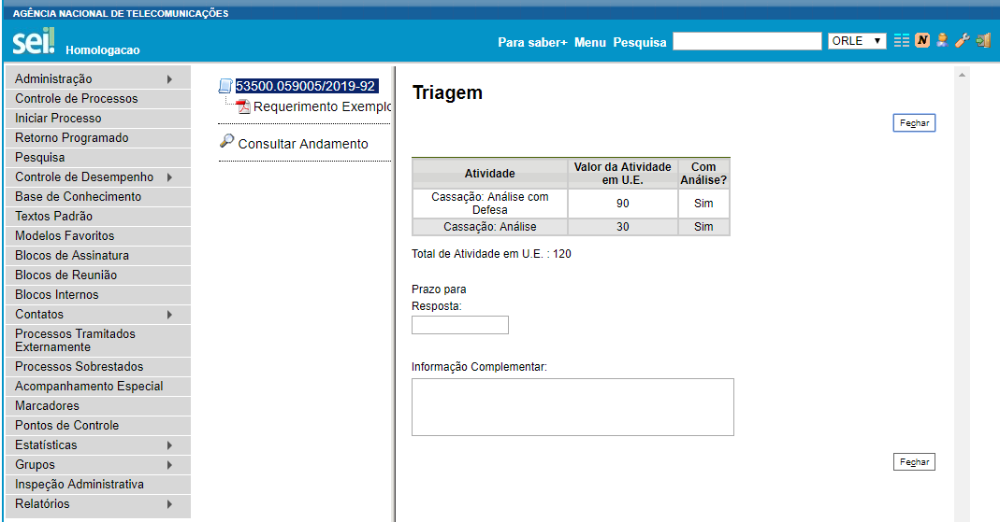 AGÊNCIA NACIONAL DE TELECOMUNICAÇÕES
sei!
Homologacao
Para saber+ Menu Pesquisa
ORLE
N
Administração
Controle de Processos
Iniciar Processo
Retorno Programado
Pesquisa
Controle de Desempenho
Base de Conhecimento
Textos Padrão
Modelos Favoritos
Blocos de Assinatura
Blocos de Reunião
Blocos Internos
Contatos
Processos Tramitados
Externamente
Processos Sobrestados
Acompanhamento Especial
Marcadores
Pontos de Controle
Estatísticas
Grupos
Inspeção Administrativa
Relatórios
53500.059005/2019-92
Requerimento Exemplo
Consultar Andamento
Triagem
Fechar
Atividade
Valor da Atividade
em U.E.
Com
Análise?
Cassação: Análise com
Defesa
90
Sim
Cassação: Análise
30
Sim
Total de Atividade em U.E. : 120
Prazo para
Resposta:
Informação Complementar:
Fechar